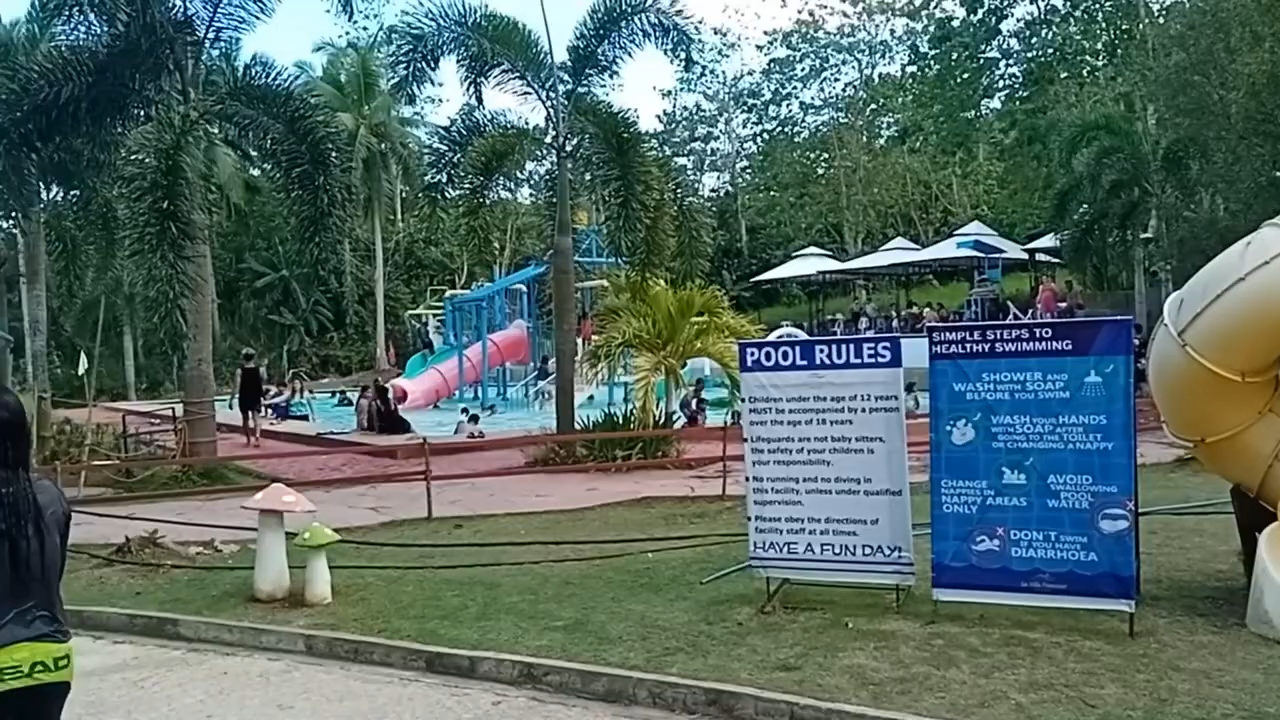 POOL RULES
Children under the age of 12 years
MUST be accompanied by a person
over the age of 18 years
Lifeguards are not baby sitters,
the safety of your children is
your responsibility.
No running and no diving in
this facility, unless under qualified
supervision.
Please obey the directions of
facility staff at all times.
HAVE A FUN DAY!
SIMPLE STEPS TO
HEALTHY SWIMMING
SHOWER AND
WASH WITH SOAP
BEFORE YOU SWIM
WASH YOUR HANDS
WITH SOAP AFTER
GOING TO THE TOILET
OR CHANGING A NAPPY
CHANGE
NAPPIES IN
NAPPY AREAS
ONLY
AVOID
SWALLOWING
POOL
WATER
DON'T SWIM
IF YOU HAVE
DIARRHOEA
EAD